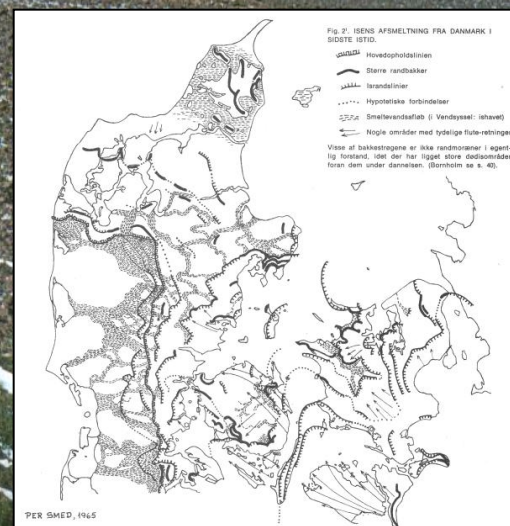 Fig. 2'. ISENS AFSMELTNING FRA DANMARK I
SIDSTE ISTID.
Hovedopholdslinien
Større randbakker
Israndslinier
Hypotetiske forbindelser
Smeltevandsafløb (i Vendsyssel: ishavet)
Nogle områder med tydelige flute-retninger
Visse af bakkestrøgene er ikke randmoræner i egent-
lig forstand, idet der har ligget store dødisområder
foran dem under dannelsen. (Bornholm se s. 40).
PER SMED, 1965